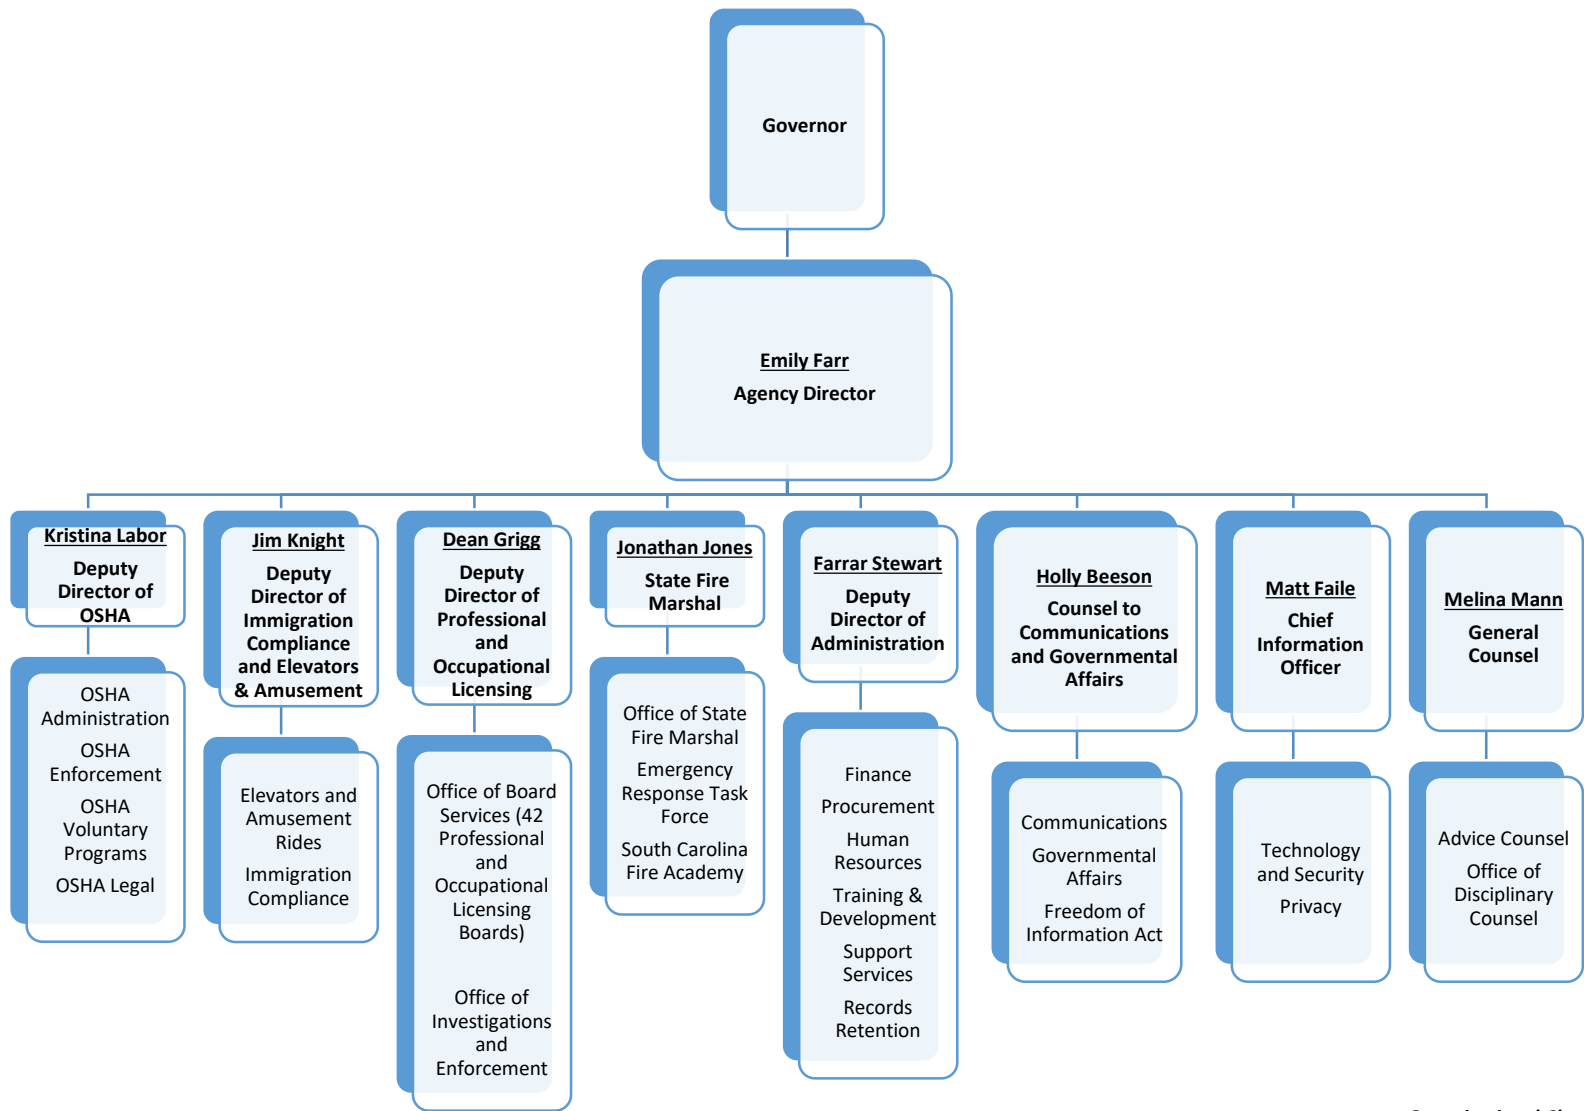 Governor
Emily Farr
Agency Director
Kristina Labor
Deputy
Director of
OSHA
OSHA
Administration
OSHA
Enforcement
OSHA
Voluntary
Programs
OSHA Legal
Jim Knight
Deputy
Director of
Immigration
Compliance
and Elevators
& Amusement
Elevators and
Amusement
Rides
Immigration
Compliance
Dean Grigg
Deputy
Director of
Professional
and
Occupational
Licensing
Office of Board
Services (42
Professional
and
Occupational
Licensing
Boards)
Office of
Investigations
and
Enforcement
Jonathan Jones
State Fire
Marshal
Office of State
Fire Marshal
Emergency
Response Task
Force
South Carolina
Fire Academy
Farrar Stewart
Deputy
Director of
Administration
Finance
Procurement
Human
Resources
Training &
Development
Support
Services
Records
Retention
Holly Beeson
Counsel to
Communications
and Governmental
Affairs
Communications
Governmental
Affairs
Freedom of
Information Act
Matt Faile
Chief
Information
Officer
Technology
and Security
Privacy
Melina Mann
General
Counsel
Advice Counsel
Office of
Disciplinary
Counsel